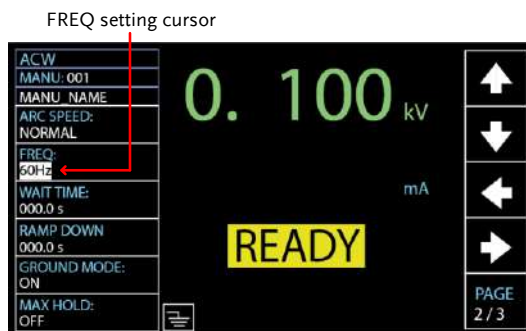 FREQ setting cursor
ACW
MANU: 001
MANU_NAME
ARC SPEED:
NORMAL
FREQ:
60Hz
WAIT TIME:
000.0 s
RAMP DOWN
000.0 s
GROUND MODE:
ON
MAX HOLD:
OFF
0. 100 kV
mA
READY
PAGE
2/3